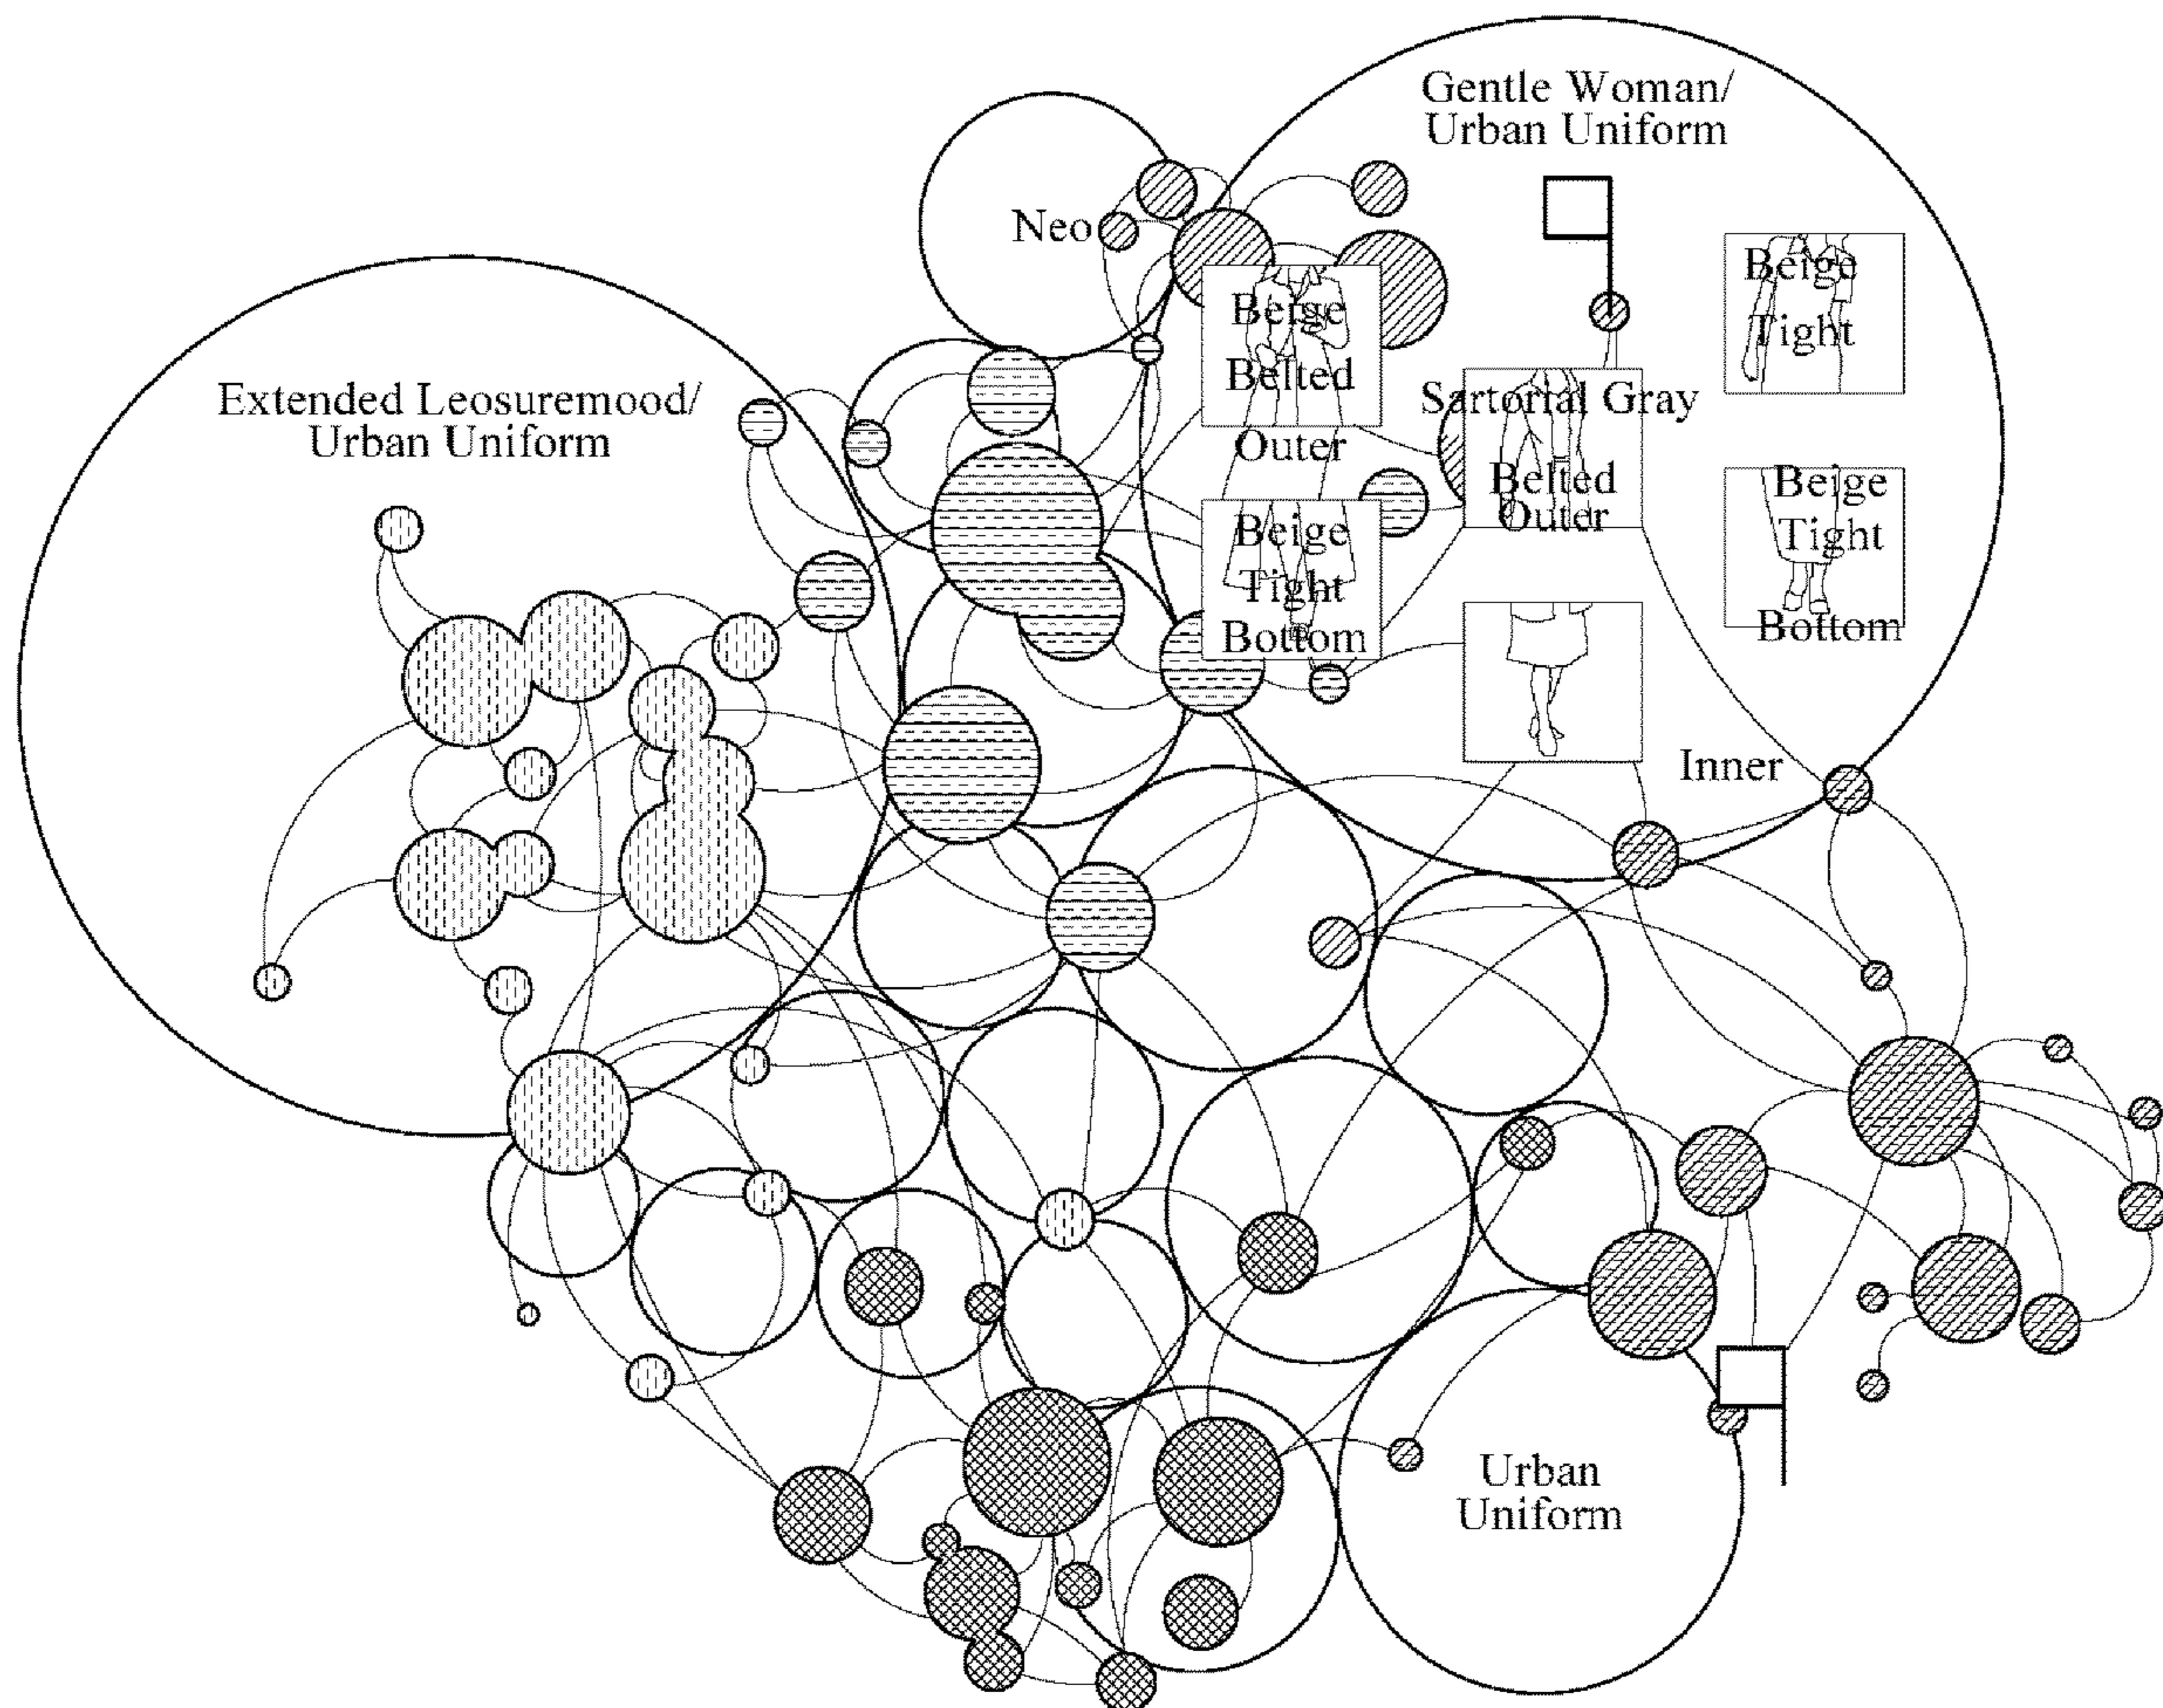 Gentle Woman/
Urban Uniform
Neo
Beige
Belted
Outer
Beige
Tight
Sartorial Gray
Belted
Outer
Extended Leosuremood/
Urban Uniform
Beige
Tight
Bottom
Beige
Tight
Bottom
Inner
Urban
Uniform